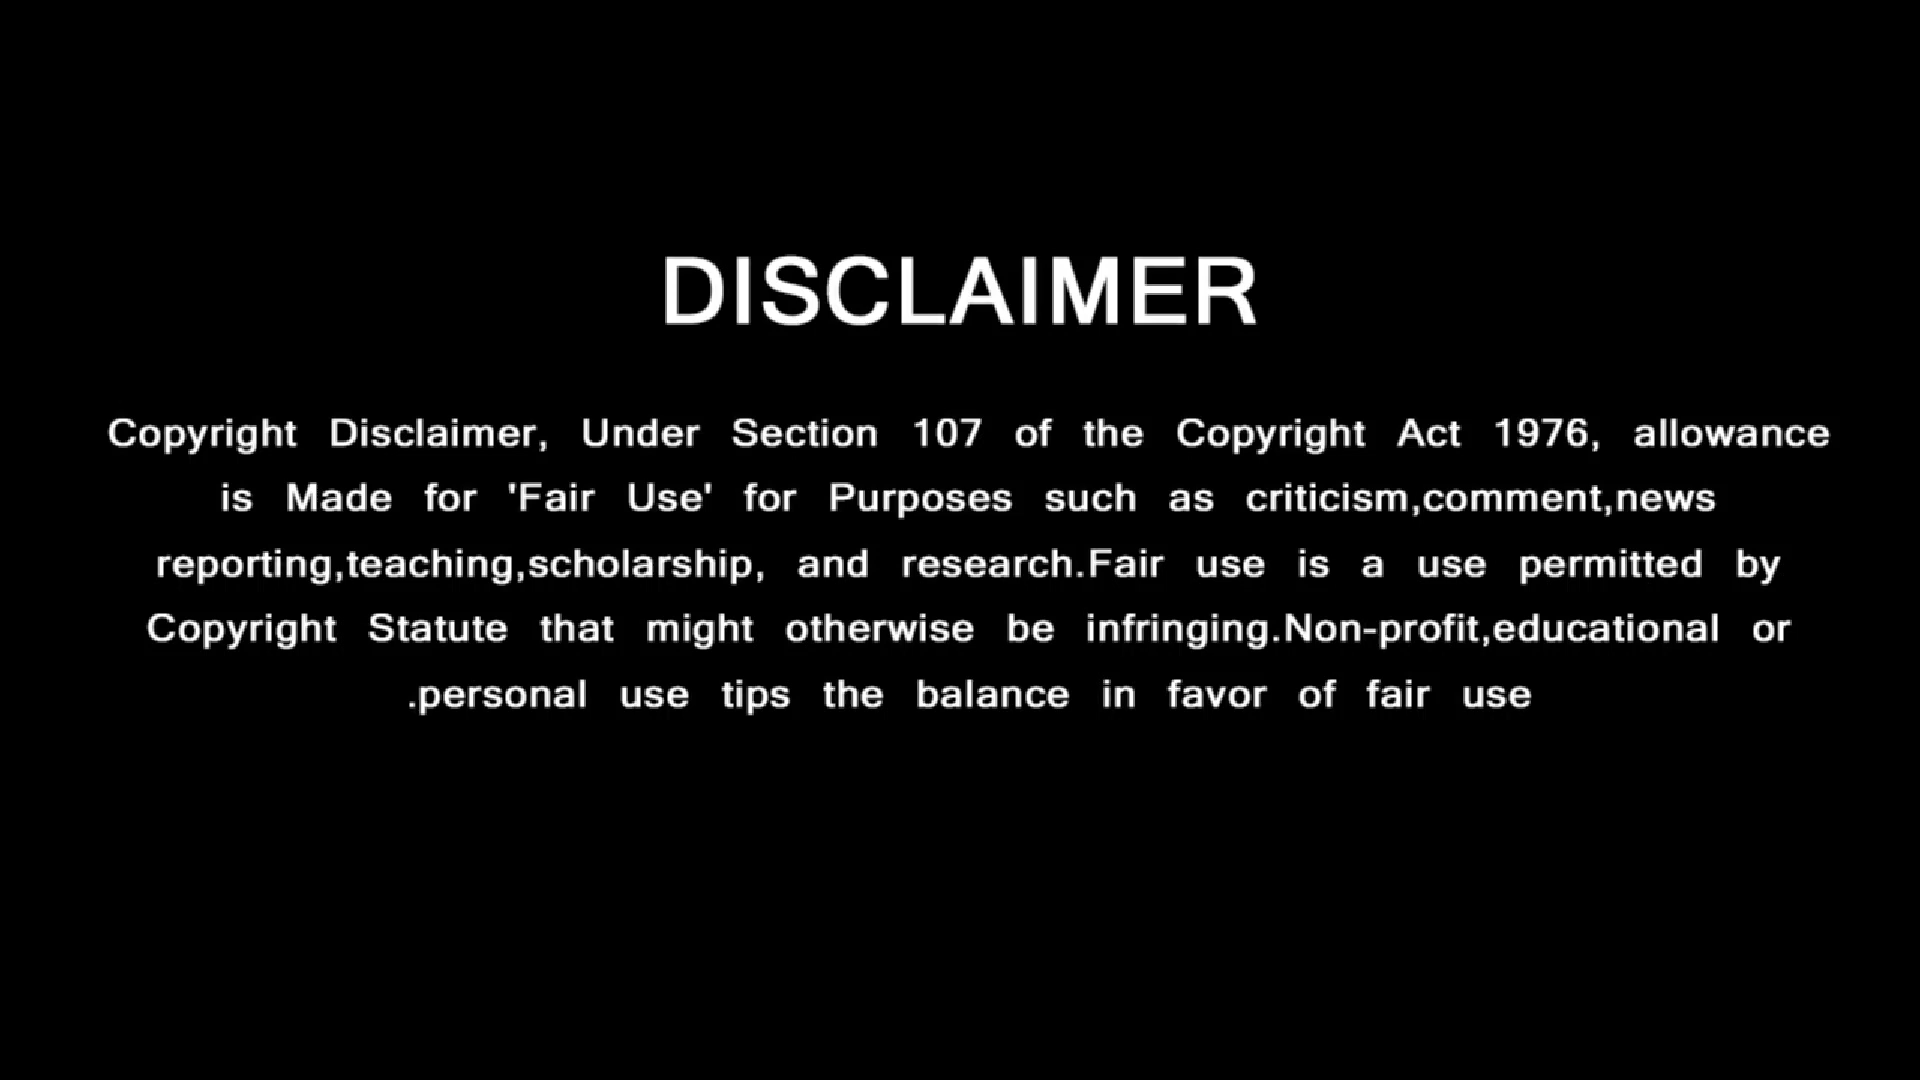 DISCLAIMER
Copyright Disclaimer, Under Section 107 of the Copyright Act 1976, allowance
is Made for 'Fair Use' for Purposes such as criticism,comment,news
reporting,teaching,scholarship, and research.Fair use is a use permitted by
Copyright Statute that might otherwise be infringing.Non-profit,educational or
.personal use tips the balance in favor of fair use